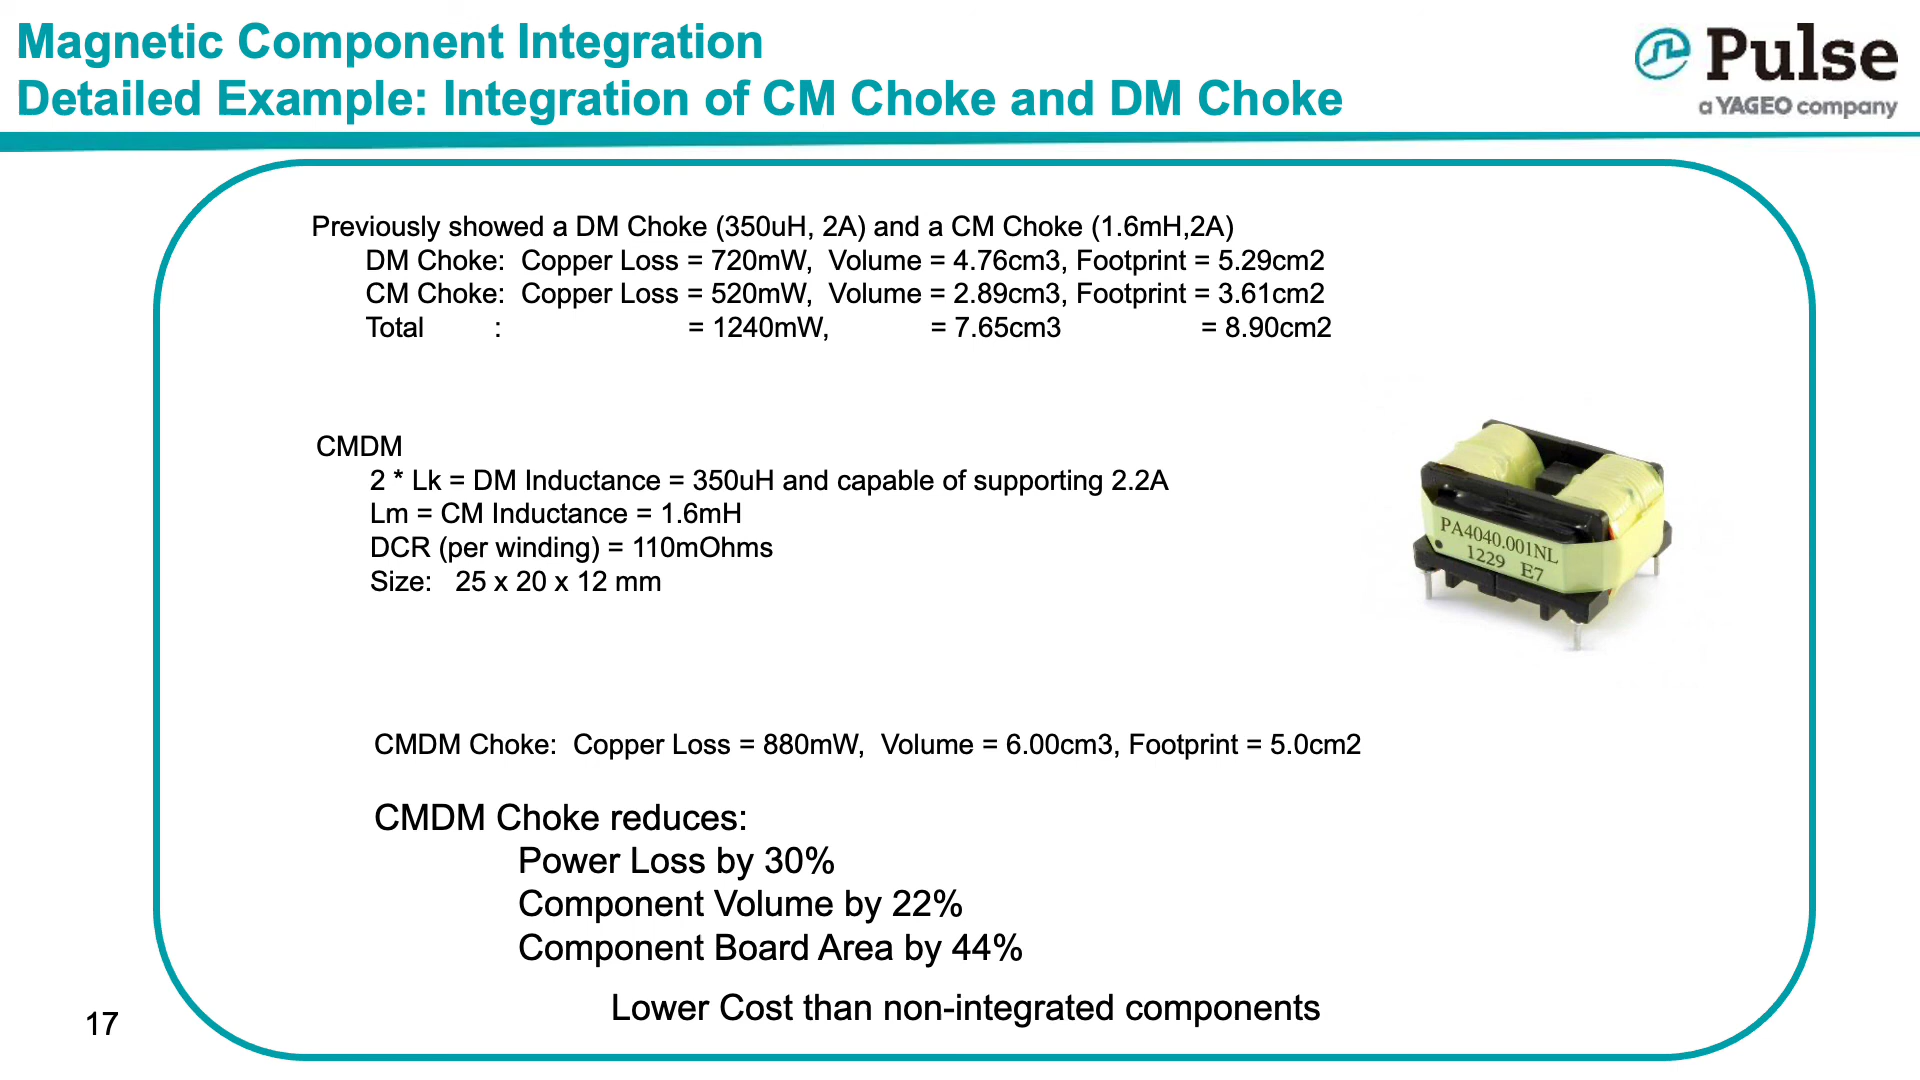 Magnetic Component Integration
Detailed Example: Integration of CM Choke and DM Choke
Pulse
a YAGEO company
Previously showed a DM Choke (350uH, 2A) and a CM Choke (1.6mH,2A)
DM Choke: Copper Loss = 720mW, Volume = 4.76cm3, Footprint = 5.29cm2
CM Choke: Copper Loss = 520mW, Volume = 2.89cm3, Footprint = 3.61cm2
Total : = 1240mW, = 7.65cm3 = 8.90cm2
CMDM
2 * Lk = DM Inductance = 350uH and capable of supporting 2.2A
Lm = CM Inductance = 1.6mH
DCR (per winding) = 110mOhms
Size: 25 x 20 x 12 mm
PA4040.001NL
1229 E7
CMDM Choke: Copper Loss = 880mW, Volume = 6.00cm3, Footprint = 5.0cm2
CMDM Choke reduces:
Power Loss by 30%
Component Volume by 22%
Component Board Area by 44%
Lower Cost than non-integrated components
17